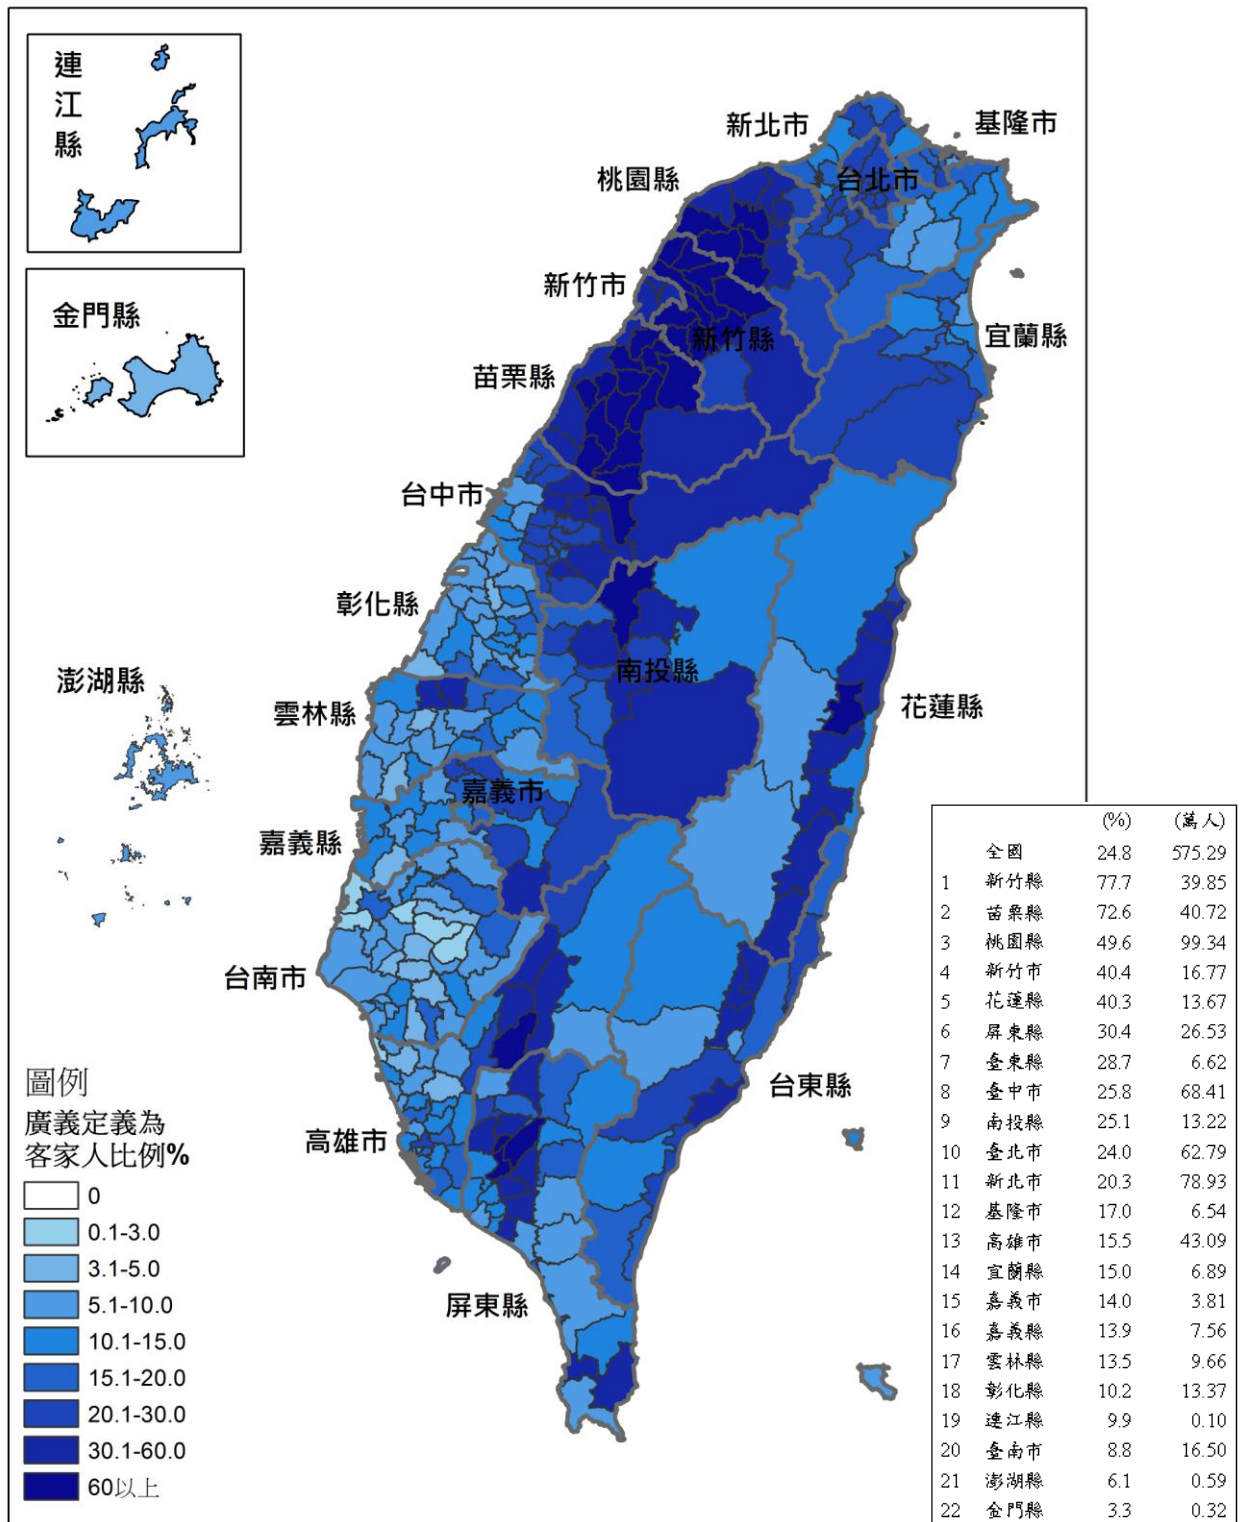 連
江
縣
金門縣
新北市
基隆市
桃園縣
台北市
新竹市
新竹縣
宜蘭縣
苗栗縣
台中市
彰化縣
澎湖縣
南投縣
雲林縣
花蓮縣
嘉義市
嘉義縣
台南市
台東縣
高雄市
屏東縣
圖例
廣義定義為
客家人比例%
0
0.1-3.0
3.1-5.0
5.1-10.0
10.1-15.0
15.1-20.0
20.1-30.0
30.1-60.0
60以上
(%) (萬人)
全國 24.8 575.29
1 新竹縣 77.7 39.85
2 苗栗縣 72.6 40.72
3 桃園縣 49.6 99.34
4 新竹市 40.4 16.77
5 花蓮縣 40.3 13.67
6 屏東縣 30.4 26.53
7 臺東縣 28.7 6.62
8 臺中市 25.8 68.41
9 南投縣 25.1 13.22
10 臺北市 24.0 62.79
11 新北市 20.3 78.93
12 基隆市 17.0 6.54
13 高雄市 15.5 43.09
14 宜蘭縣 15.0 6.89
15 嘉義市 14.0 3.81
16 嘉義縣 13.9 7.56
17 雲林縣 13.5 9.66
18 彰化縣 10.2 13.37
19 連江縣 9.9 0.10
20 臺南市 8.8 16.50
21 澎湖縣 6.1 0.59
22 金門縣 3.3 0.32